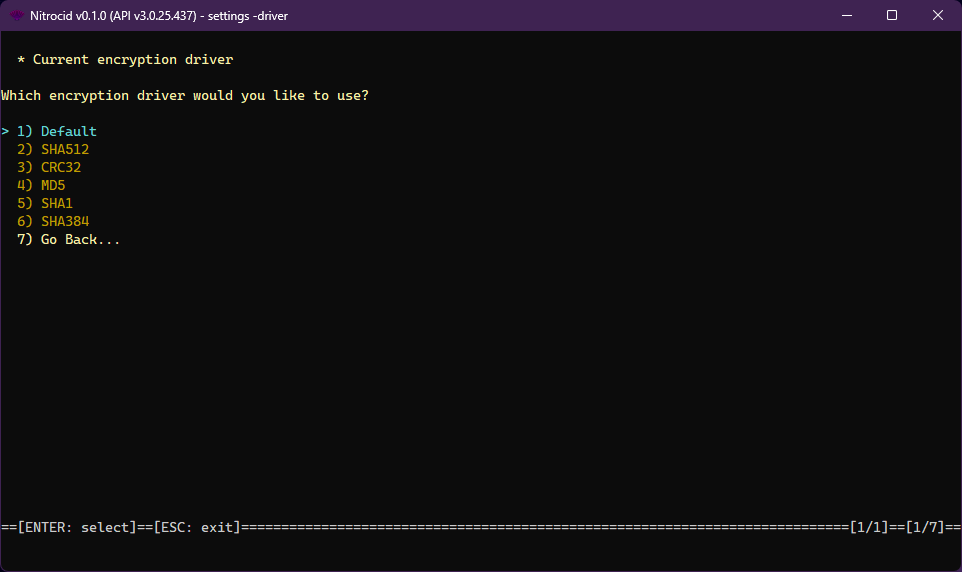 Nitrocid v0.1.0 (API v3.0.25.437) - settings -driver
* Current encryption driver
Which encryption driver would you like to use?
> 1) Default
2) SHA512
3) CRC32
4) MD5
5) SHA1
6) SHA384
7) Go Back...
==[ENTER: select]==[ESC: exit]============================================================================[1/1]==[1/7]==